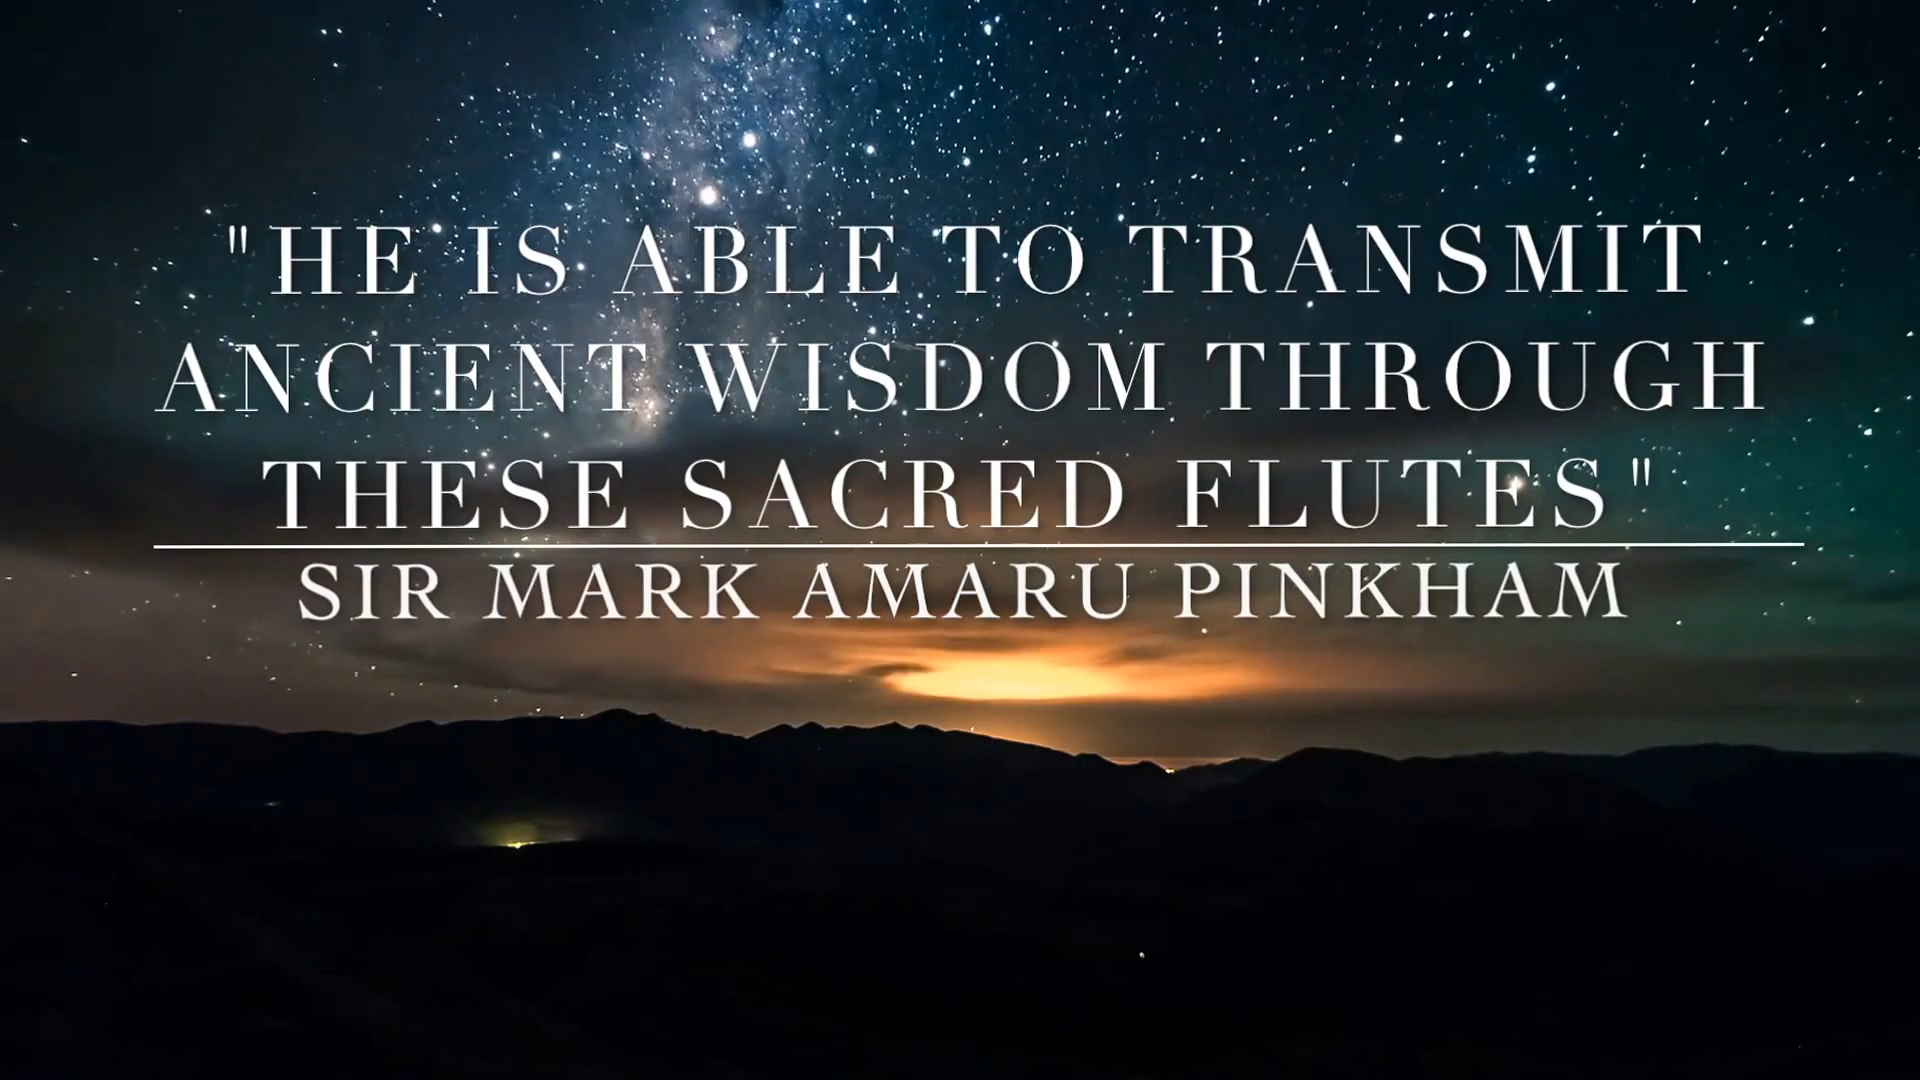 "HE IS ABLE TO TRANSMIT
ANCIENT WISDOM THROUGH
THESE SACRED FLUTES"
SIR MARK AMARU PINKHAM